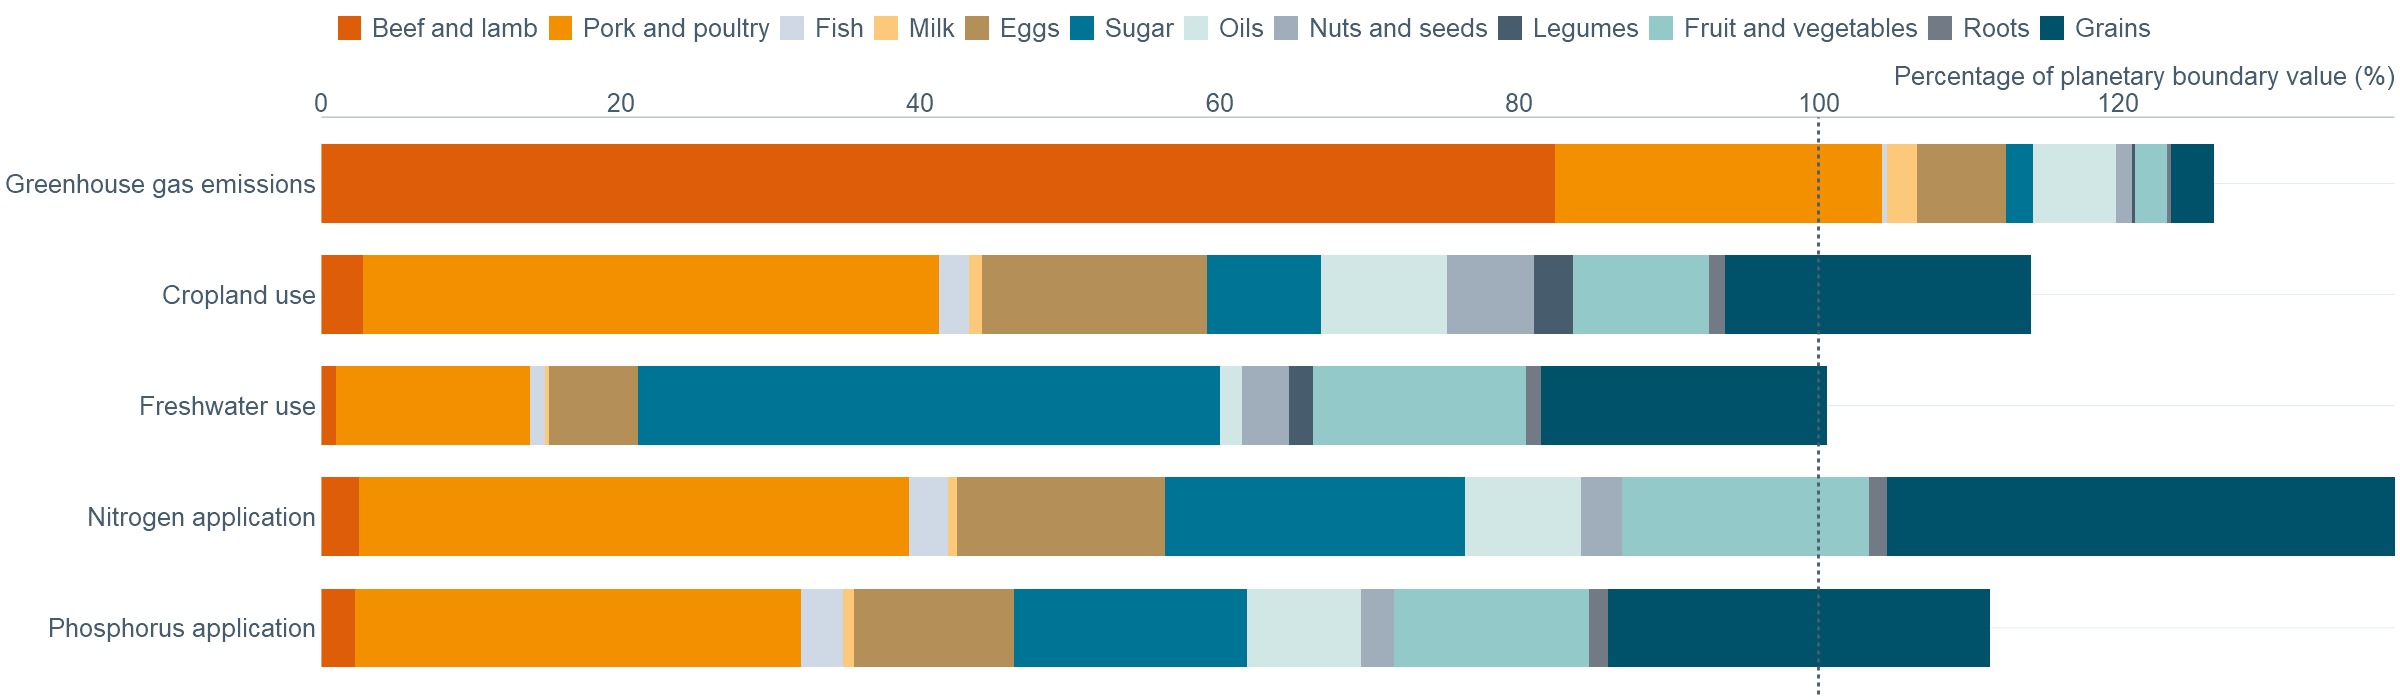 Beef and lamb Pork and poultry Fish Milk Eggs Sugar Oils Nuts and seeds Legumes Fruit and vegetables Roots Grains
Percentage of planetary boundary value (%)
0 20 40 60 80 100 120
Greenhouse gas emissions
Cropland use
Freshwater use
Nitrogen application
Phosphorus application